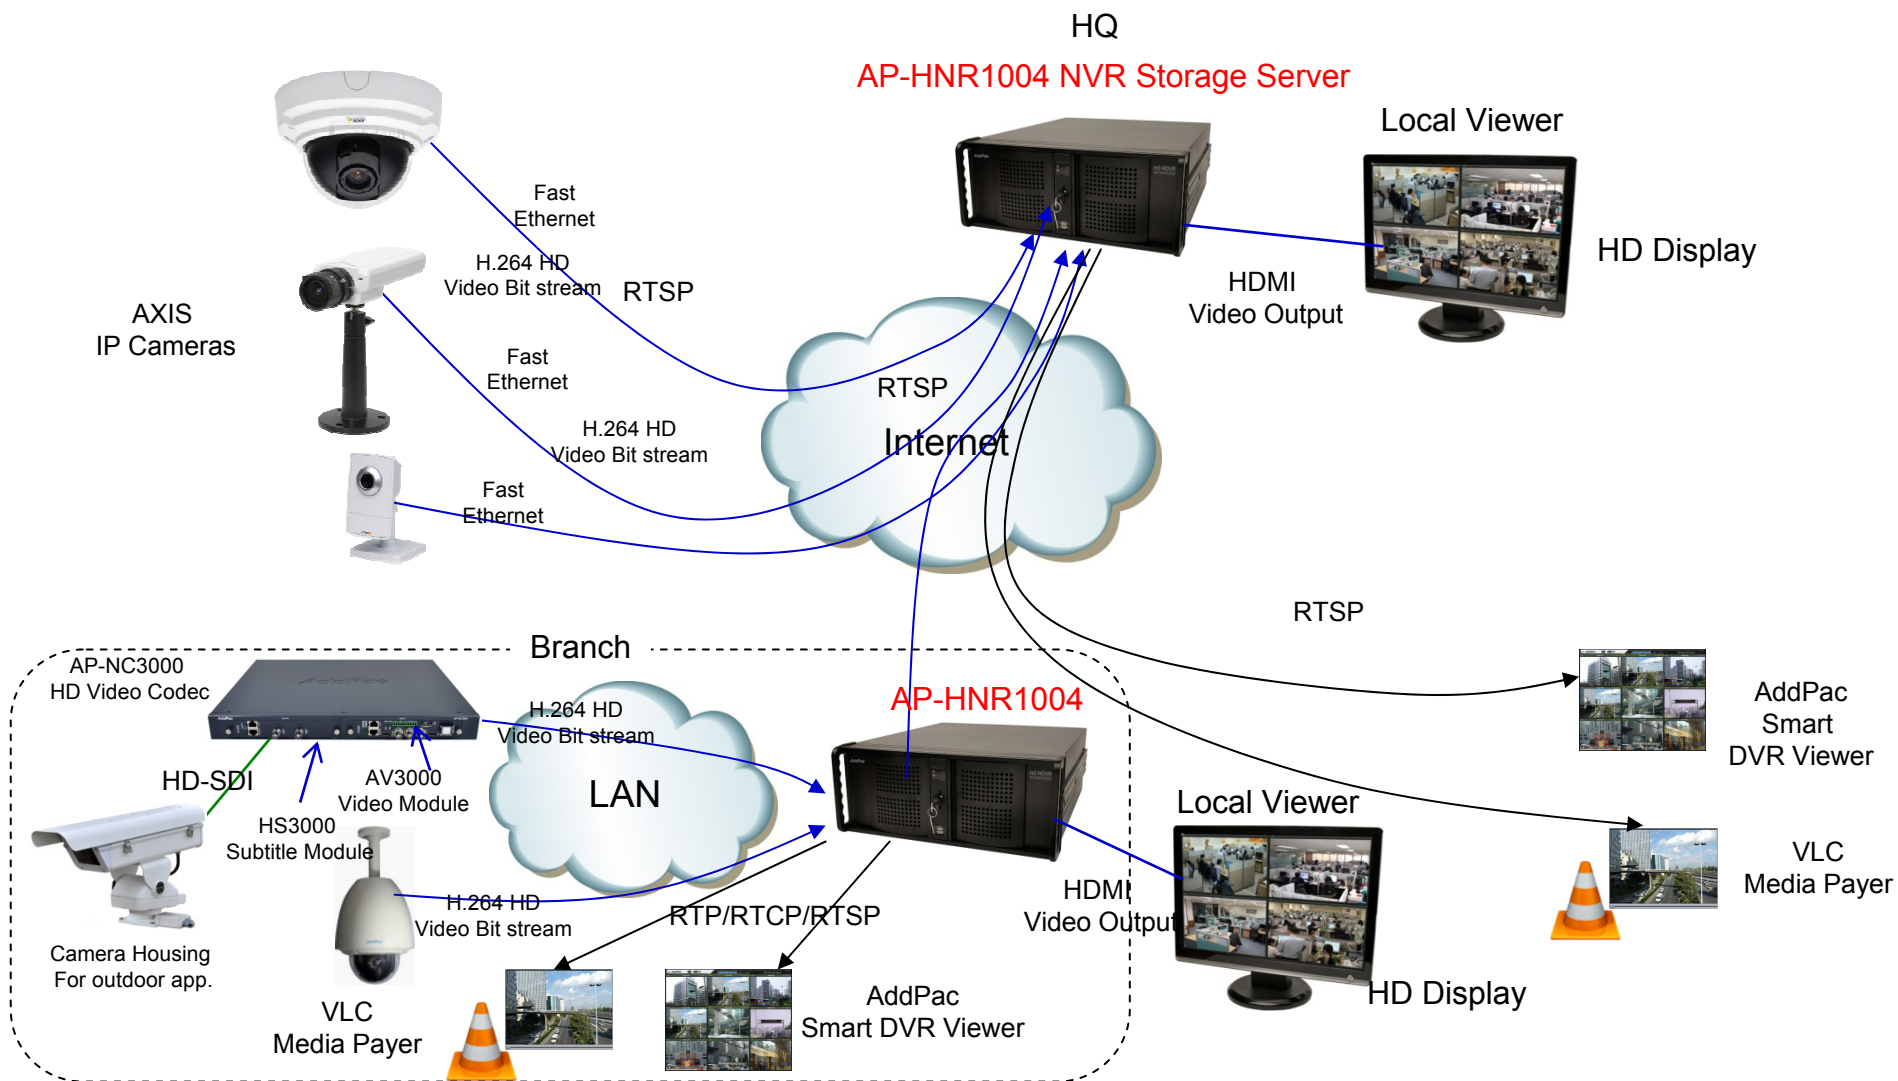 HQ
AP-HNR1004 NVR Storage Server
Local Viewer
HD Display
HDMI
Video Output
AXIS
IP Cameras
Fast
Ethernet
H.264 HD
Video Bit stream
RTSP
Fast
Ethernet
H.264 HD
Video Bit stream
RTSP
Internet
Fast
Ethernet
RTSP
AddPac
Smart
DVR Viewer
VLC
Media Payer
Branch
AP-NC3000
HD Video Codec
AddPac
H.264 HD
Video Bit stream
AP-HNR1004
HD-SDI
AV3000
Video Module
HS3000
Subtitle Module
LAN
Local Viewer
HD Display
HDMI
Video Output
H.264 HD
Video Bit stream
RTP/RTCP/RTSP
Camera Housing
For outdoor app.
VLC
Media Payer
AddPac
Smart DVR Viewer